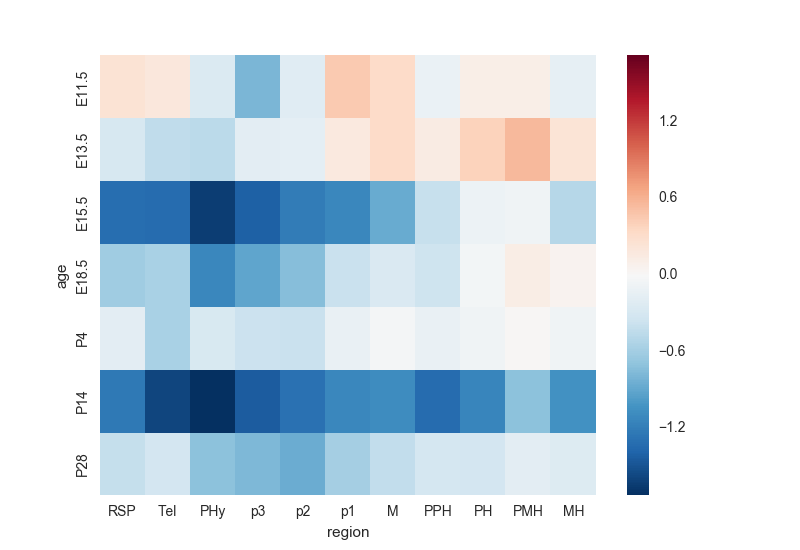 age
E11.5
E13.5
E15.5
E18.5
P4
P14
P28
RSP Tel PHy p3 p2 p1 M PPH PH PMH MH
region
1.2
0.6
0.0
−0.6
−1.2